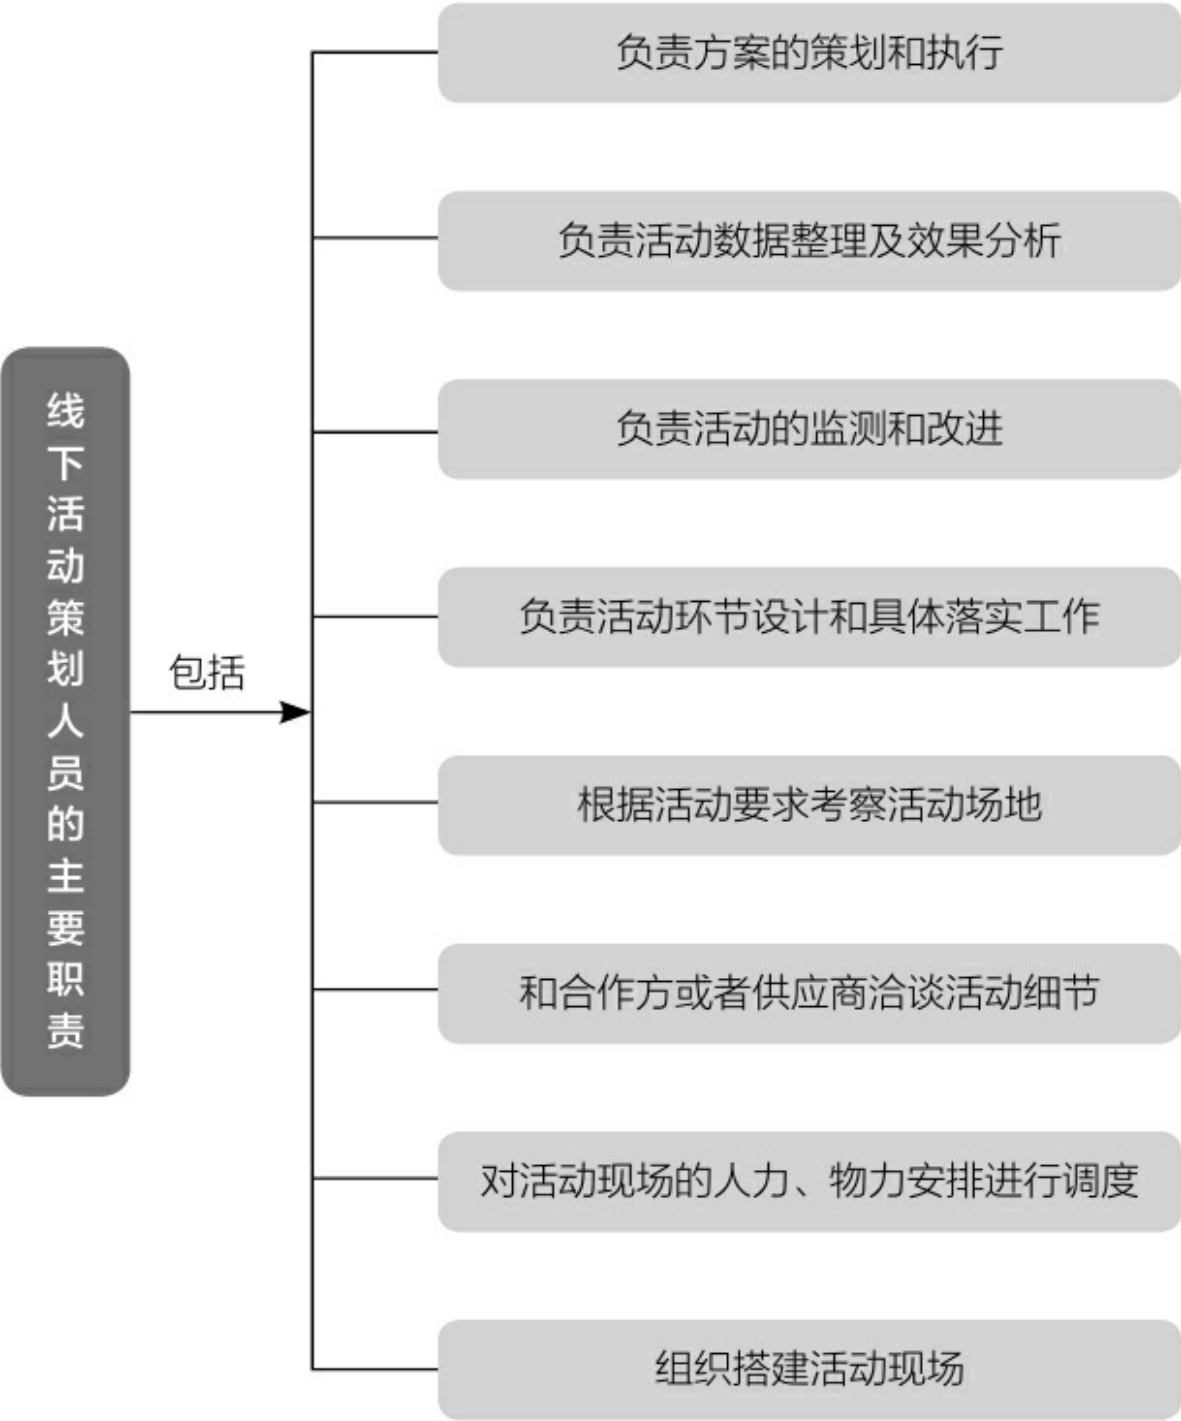 线下活动策划人员的主要职责
包括
负责方案的策划和执行
负责活动数据整理及效果分析
负责活动的监测和改进
负责活动环节设计和具体落实工作
根据活动要求考察活动场地
和合作方或者供应商洽谈活动细节
对活动现场的人力、物力安排进行调度
组织搭建活动现场